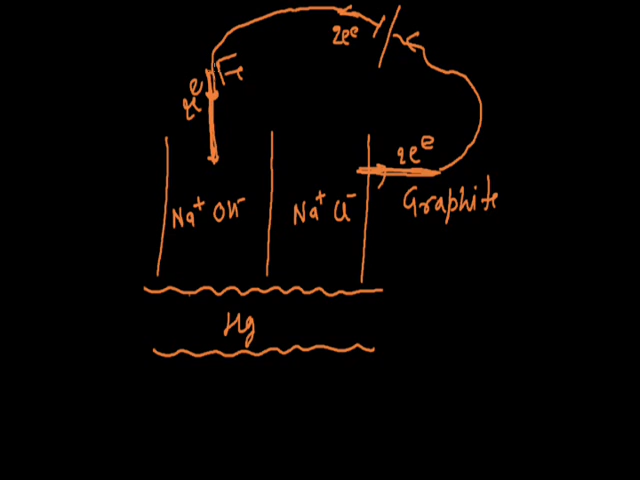 2e⊖
Fe
2e⊖
2e⊖
Graphite
Na⁺ OH⁻
Na⁺ Cl⁻
Hg